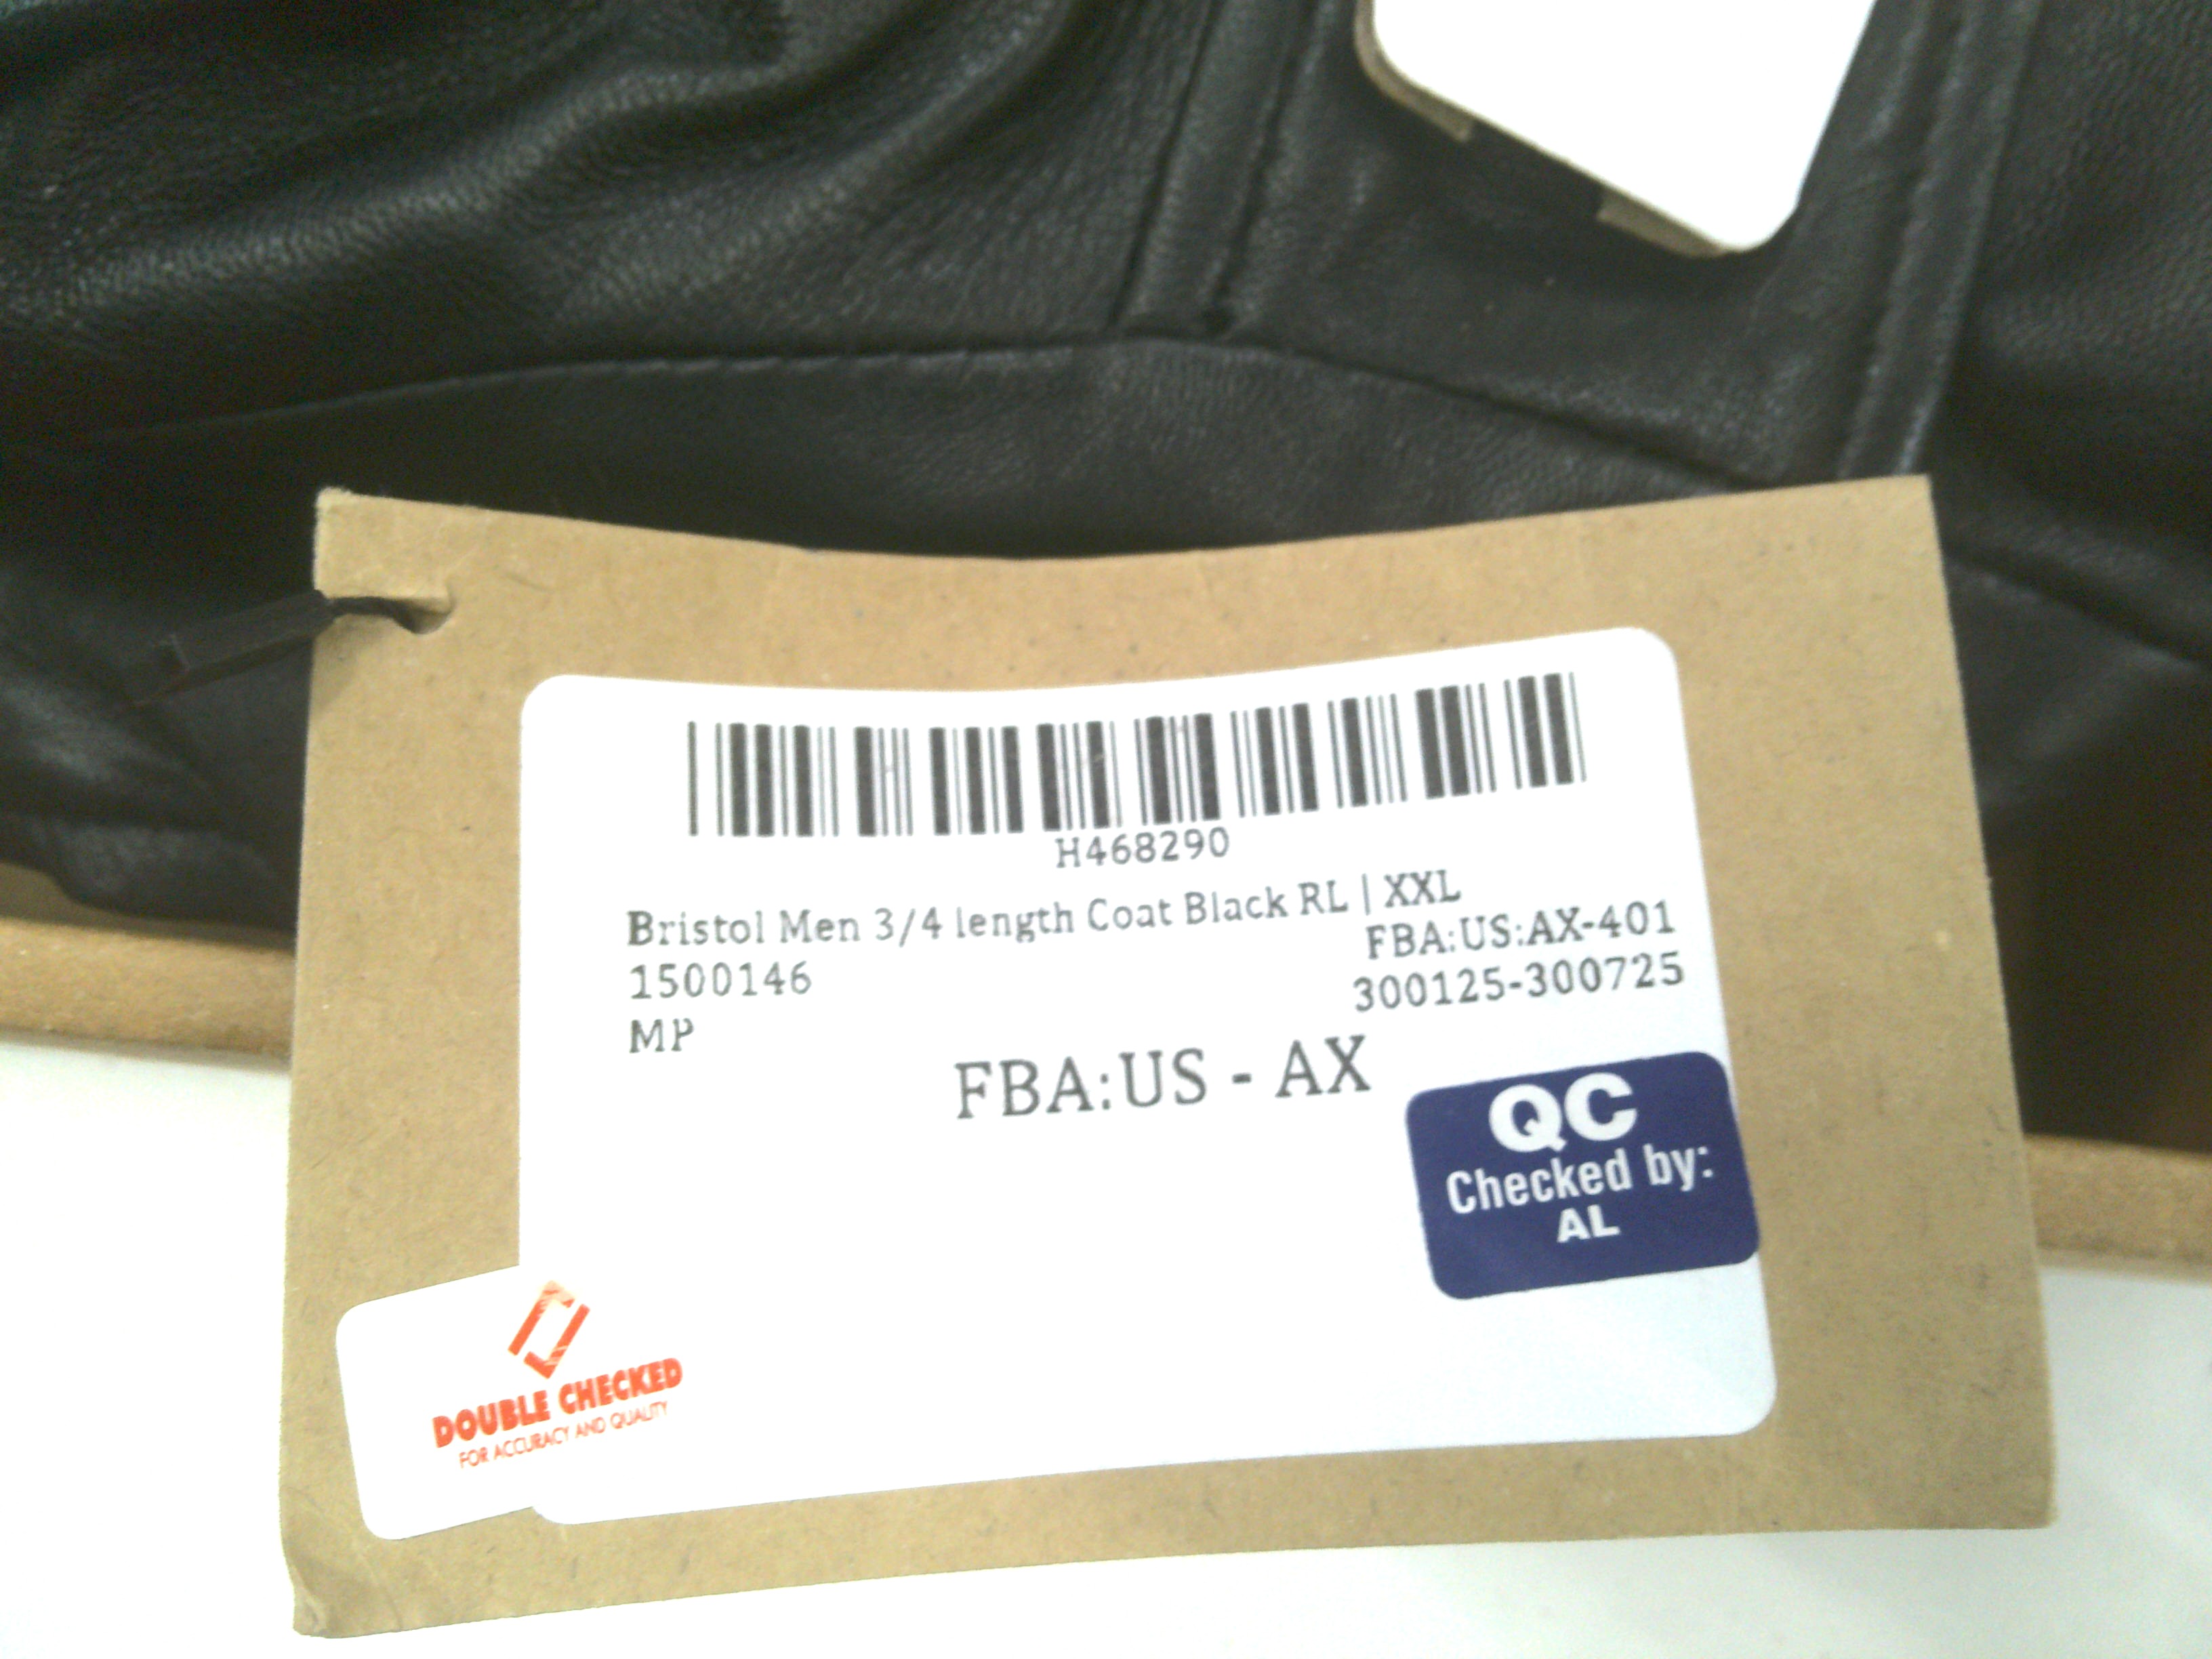 H468290
Bristol Men 3/4 length Coat Black RL | XXL
FBA:US:AX-401
1500146
300125-300725
MP
FBA:US - AX
QC
Checked by:
AL
DOUBLE CHECKED
FOR ACCURACY AND QUALITY